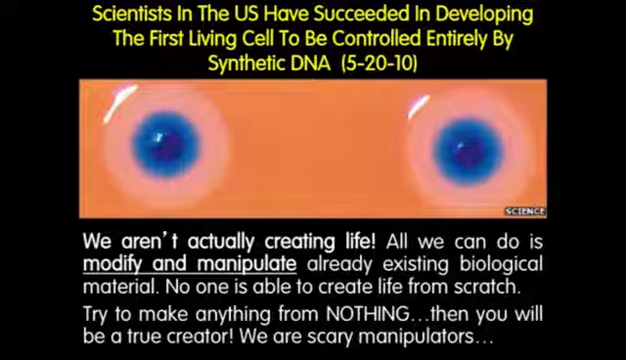 Scientists In The US Have Succeeded In Developing
The First Living Cell To Be Controlled Entirely By
Synthetic DNA (5-20-10)
SCIENCE
We aren't actually creating life! All we can do is
modify and manipulate already existing biological
material. No one is able to create life from scratch.
Try to make anything from NOTHING...then you will
be a true creator! We are scary manipulators...